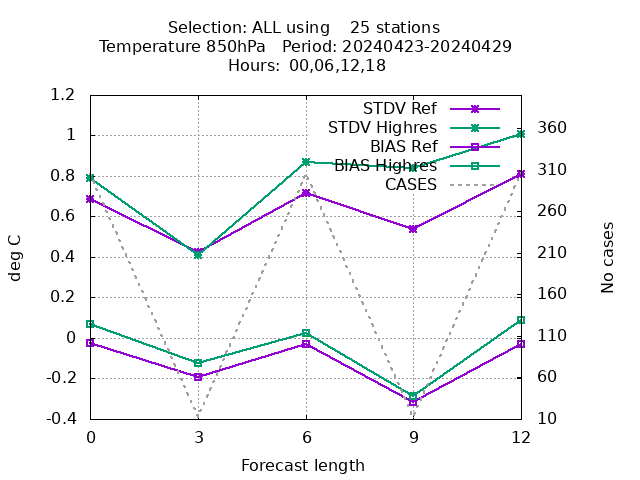 Selection: ALL using    25 stations
Temperature 850hPa   Period: 20240423-20240429
Hours: 00,06,12,18
STDV Ref
STDV Highres
BIAS Ref
BIAS Highres
CASES
1.2
1
0.8
0.6
0.4
0.2
0
-0.2
-0.4
deg C
360
310
260
210
160
110
60
10
No cases
0 3 6 9 12
Forecast length